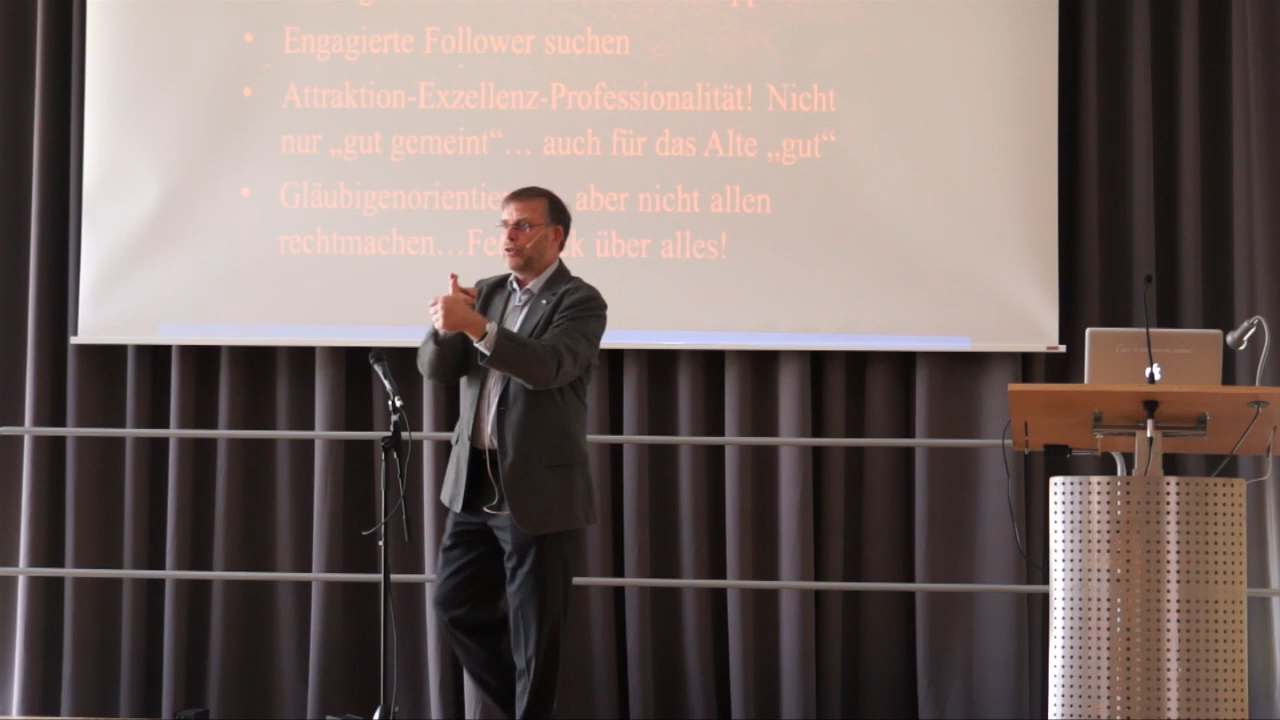 • Engagierte Follower suchen
• Attraktion-Exzellenz-Professionalität! Nicht
nur „gut gemeint“… auch für das Alte „gut“
• aber nicht allen
rechtmachen… über alles!